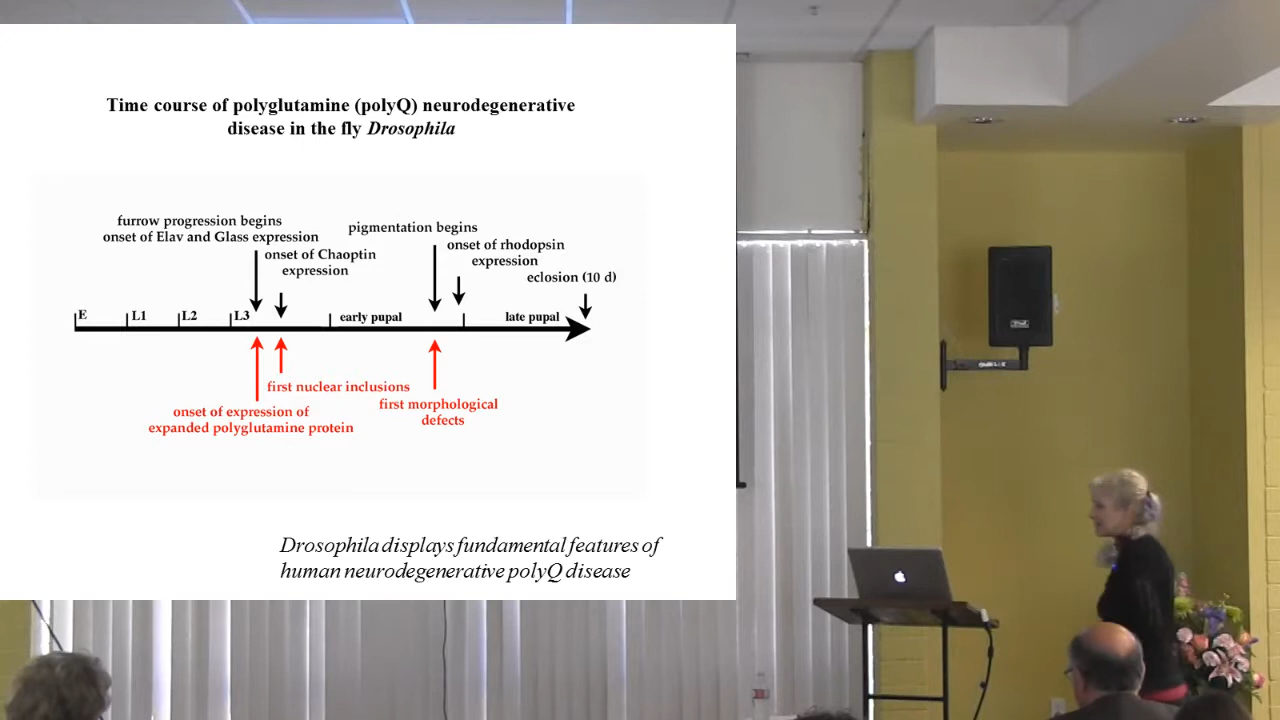 Time course of polyglutamine (polyQ) neurodegenerative
disease in the fly Drosophila
furrow progression begins
onset of Elav and Glass expression
onset of Chaoptin
expression
pigmentation begins
onset of rhodopsin
expression
eclosion (10 d)
E
L1
L2
L3
early pupal
late pupal
first nuclear inclusions
onset of expression of
expanded polyglutamine protein
first morphological
defects
Drosophila displays fundamental features of
human neurodegenerative polyQ disease